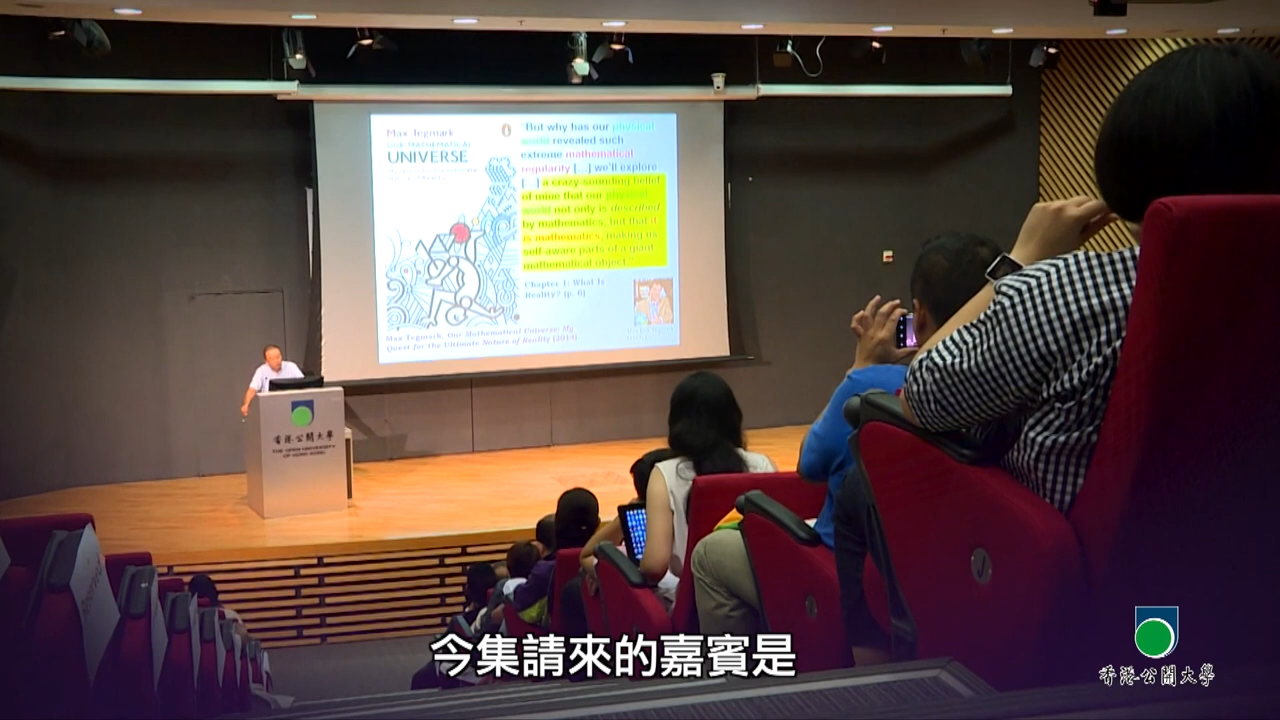 Max Tegmark
OUR MATHEMATICAL
UNIVERSE
"But why has our physical
world revealed such
extreme mathematical
regularity [...] we'll explore
[...] a crazy-sounding belief
of mine that our physical
world not only is described
by mathematics, but that it
is mathematics, making us
self-aware parts of a giant
mathematical object."
Chapter 1: What Is
Reality? (p. 6)
Max Tegmark, Our Mathematical Universe: My
Quest for the Ultimate Nature of Reality (2014)
香港公開大學
THE OPEN UNIVERSITY
OF HONG KONG
今集請來的嘉賓是
香港公開大學